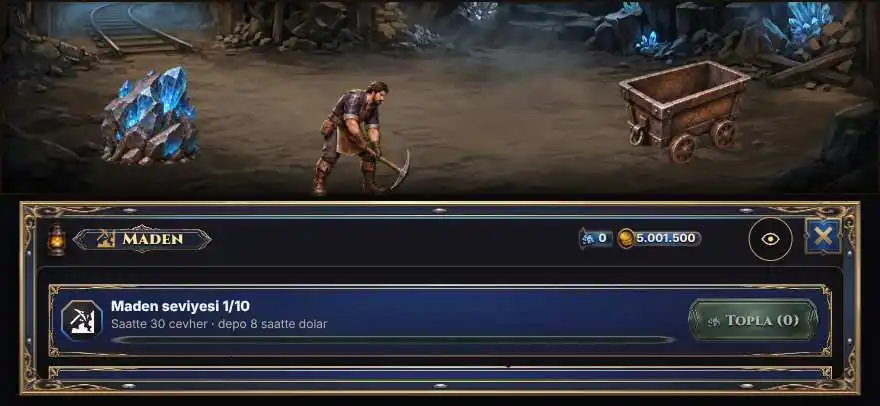 MADEN
0
5.001.500
Maden seviyesi 1/10
Saatte 30 cevher · depo 8 saatte dolar
TOPLA (0)